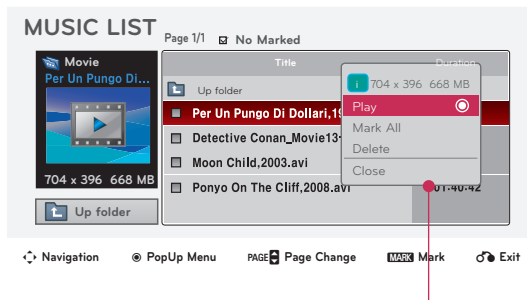 MUSIC LIST
Page 1/1 No Marked
Movie
Per Un Pungo Di...
704 x 396 668 MB
Up folder
Title Duration
Up folder
Per Un Pungo Di Dollari,19
Detective Conan_Movie13
Moon Child,2003.avi
Ponyo On The Cliff,2008.avi
01:40:42
i 704 x 396 668 MB
Play
Mark All
Delete
Close
Navigation PopUp Menu PAGE Page Change MARK Mark Exit